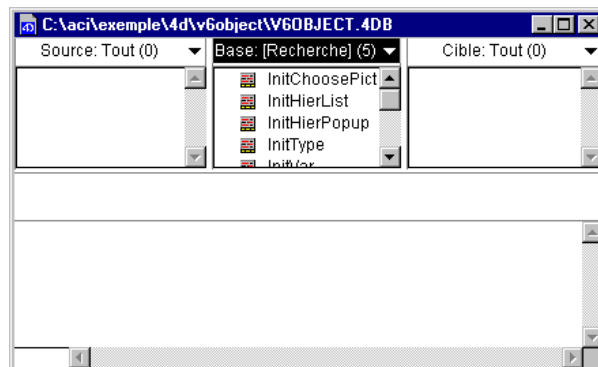 C:\aci\exemple\4d\v6object\V6OBJECT.4DB
Source: Tout (0)
Base: [Recherche] (5)
Cible: Tout (0)
InitChoosePict
InitHierList
InitHierPopup
InitType
InitVar